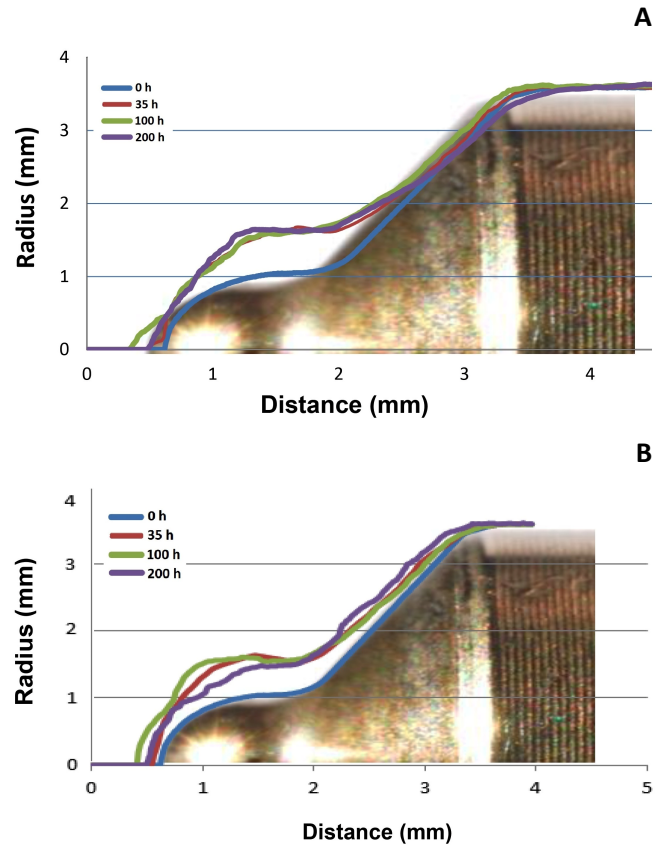 A
4
3
2
1
0
Radius (mm)
0 h
35 h
100 h
200 h
0 1 2 3 4
Distance (mm)
B
4
3
2
1
0
Radius (mm)
0 h
35 h
100 h
200 h
0 1 2 3 4 5
Distance (mm)